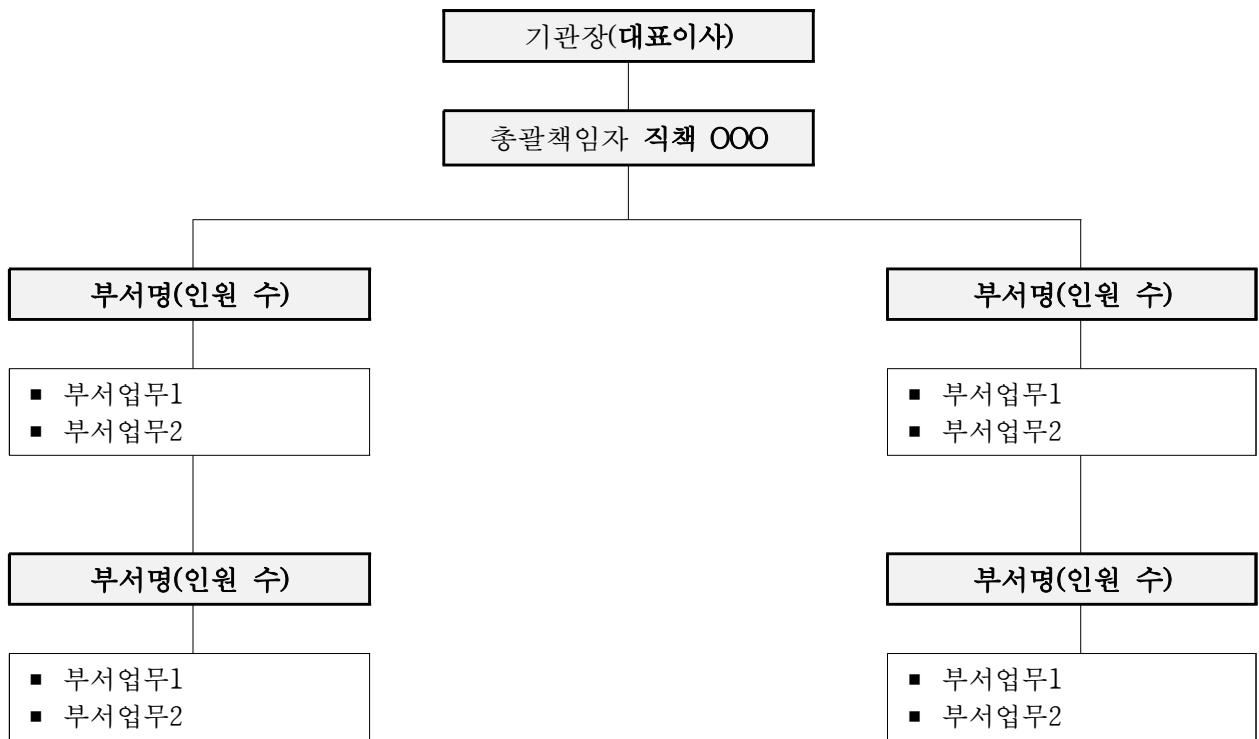 기관장(대표이사)
총괄책임자 직책 OOO
부서명(인원 수)
부서명(인원 수)
■ 부서업무1
■ 부서업무2
■ 부서업무1
■ 부서업무2
부서명(인원 수)
부서명(인원 수)
■ 부서업무1
■ 부서업무2
■ 부서업무1
■ 부서업무2